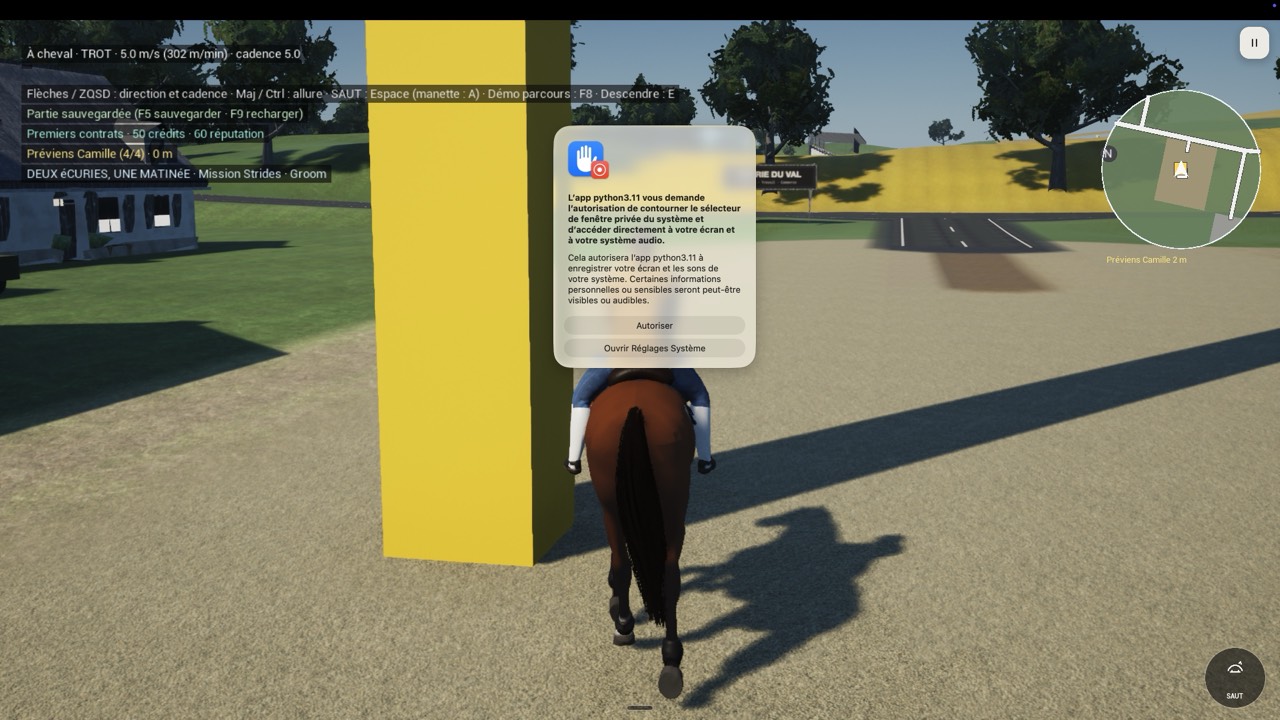 À cheval · TROT · 5.0 m/s (302 m/min) · cadence 5.0
Flèches / ZQSD : direction et cadence · Maj / Ctrl : allure · SAUT : Espace (manette : A) · Démo parcours : F8 · Descendre : E
Partie sauvegardée (F5 sauvegarder · F9 recharger)
Premiers contrats · 50 crédits · 60 réputation
Préviens Camille (4/4) · 0 m
DEUX éCURIES, UNE MATINéE · Mission Strides · Groom
L'app python3.11 vous demande
l'autorisation de contourner le sélecteur
de fenêtre privée du système et
d'accéder directement à votre écran et
à votre système audio.
Cela autorisera l'app python3.11 à
enregistrer votre écran et les sons de
votre système. Certaines informations
personnelles ou sensibles seront peut-être
visibles ou audibles.
Autoriser
Ouvrir Réglages Système
RIE DU VAL
N
Préviens Camille 2 m
SAUT